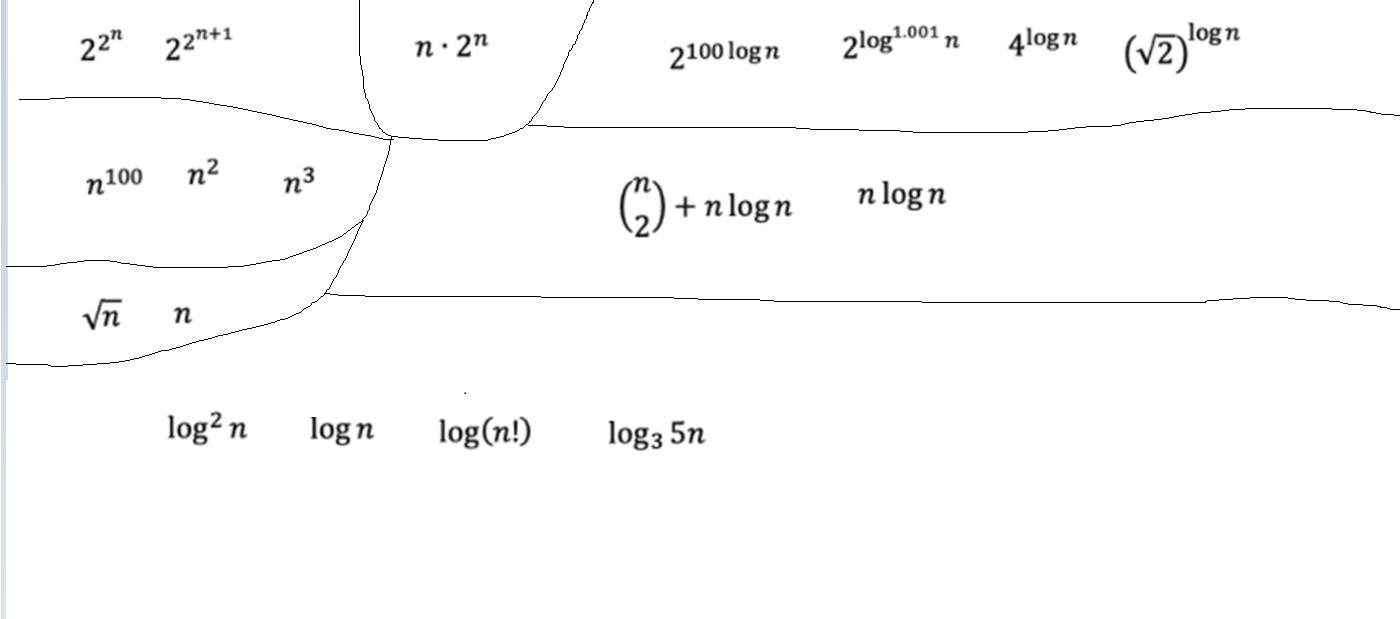 2^{2^n} 2^{2^{n+1}} n · 2^n 2^{100 log n} 2^{log^{1.001} n} 4^{log n} (√2)^{log n}
n^{100} n^2 n^3 \binom{n}{2} + n log n n log n
√n n
log^2 n log n log(n!) log_3 5n